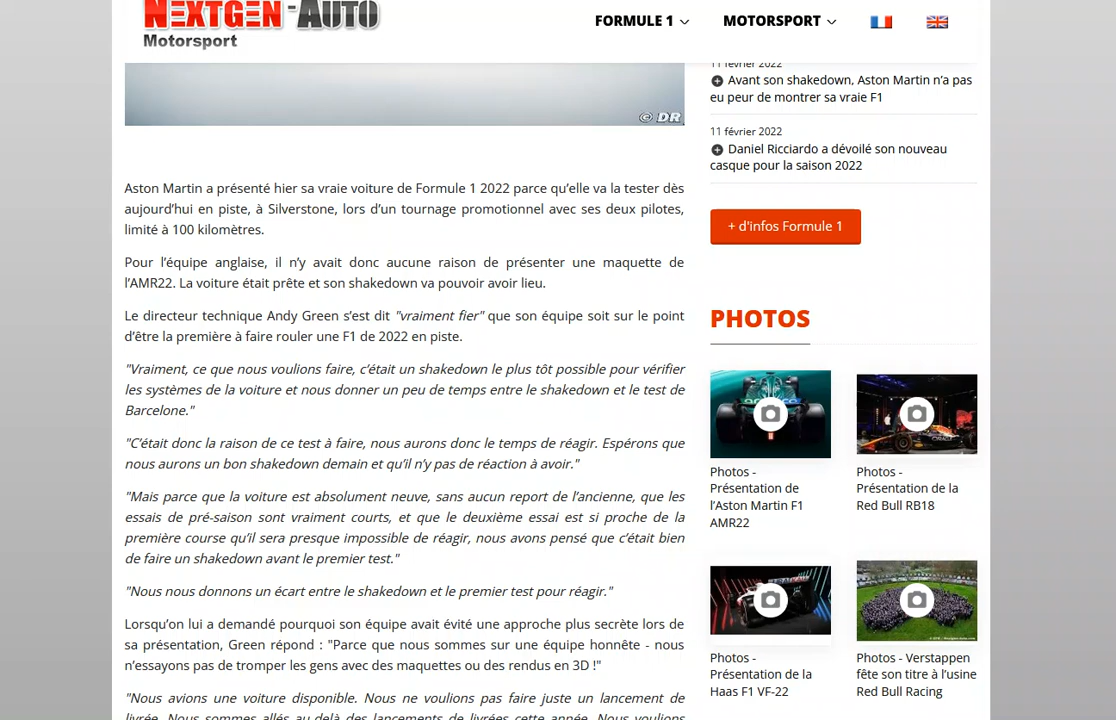 NEXTGEN-AUTO
Motorsport
FORMULE 1
MOTORSPORT
© DR
Aston Martin a présenté hier sa vraie voiture de Formule 1 2022 parce qu’elle va la tester dès
aujourd’hui en piste, à Silverstone, lors d’un tournage promotionnel avec ses deux pilotes,
limité à 100 kilomètres.
Pour l’équipe anglaise, il n’y avait donc aucune raison de présenter une maquette de
l’AMR22. La voiture était prête et son shakedown va pouvoir avoir lieu.
Le directeur technique Andy Green s’est dit "vraiment fier" que son équipe soit sur le point
d’être la première à faire rouler une F1 de 2022 en piste.
"Vraiment, ce que nous voulions faire, c’était un shakedown le plus tôt possible pour vérifier
les systèmes de la voiture et nous donner un peu de temps entre le shakedown et le test de
Barcelone."
"C’était donc la raison de ce test à faire, nous aurons donc le temps de réagir. Espérons que
nous aurons un bon shakedown demain et qu’il n’y pas de réaction à avoir."
"Mais parce que la voiture est absolument neuve, sans aucun report de l’ancienne, que les
essais de pré-saison sont vraiment courts, et que le deuxième essai est si proche de la
première course qu’il sera presque impossible de réagir, nous avons pensé que c’était bien
de faire un shakedown avant le premier test."
"Nous nous donnons un écart entre le shakedown et le premier test pour réagir."
Lorsqu’on lui a demandé pourquoi son équipe avait évité une approche plus secrète lors de
sa présentation, Green répond : "Parce que nous sommes sur une équipe honnête - nous
n’essayons pas de tromper les gens avec des maquettes ou des rendus en 3D !"
"Nous avions une voiture disponible. Nous ne voulions pas faire juste un lancement de
livrée. Nous sommes allés au-delà des lancements de livrées cette année. Nous voulions
11 février 2022
Avant son shakedown, Aston Martin n’a pas
eu peur de montrer sa vraie F1
11 février 2022
Daniel Ricciardo a dévoilé son nouveau
casque pour la saison 2022
+ d'infos Formule 1
PHOTOS
Photos -
Présentation de
l’Aston Martin F1
AMR22
ORACLE
Photos -
Présentation de la
Red Bull RB18
Photos -
Présentation de la
Haas F1 VF-22
Photos - Verstappen
fête son titre à l’usine
Red Bull Racing